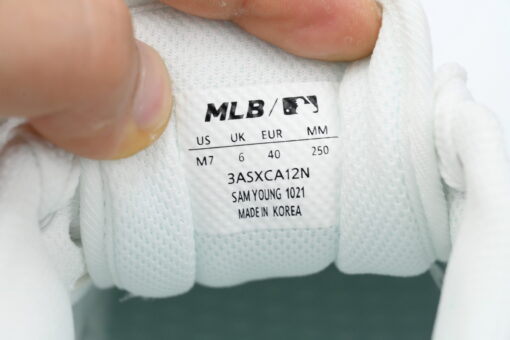 MLB
US UK EUR MM
M7 6 40 250
3ASXCA12N
SAM YOUNG 1021
MADE IN KOREA